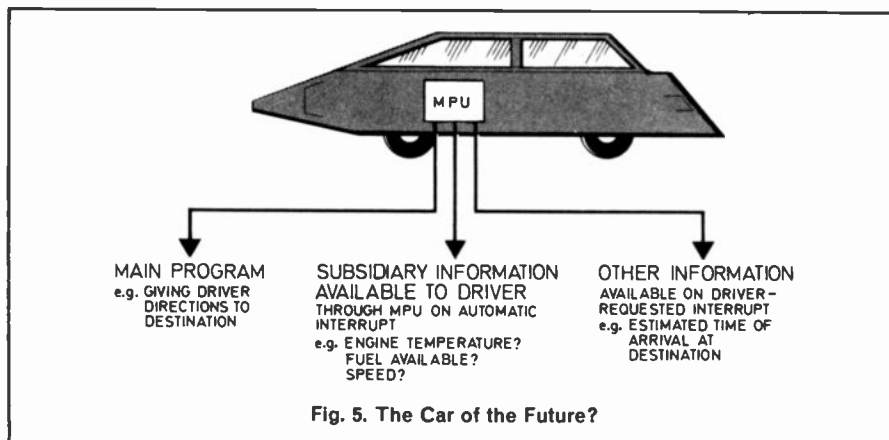 MPU
MAIN PROGRAM
e.g. GIVING DRIVER
DIRECTIONS TO
DESTINATION
SUBSIDIARY INFORMATION
AVAILABLE TO DRIVER
THROUGH MPU ON AUTOMATIC
INTERRUPT
e.g. ENGINE TEMPERATURE?
FUEL AVAILABLE?
SPEED?
OTHER INFORMATION
AVAILABLE ON DRIVER-
REQUESTED INTERRUPT
e.g. ESTIMATED TIME OF
ARRIVAL AT
DESTINATION
Fig. 5. The Car of the Future?